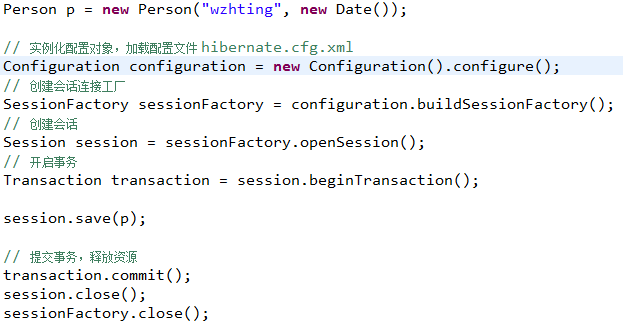 Person p = new Person("wzhting", new Date());
// 实例化配置对象，加载配置文件 hibernate.cfg.xml
Configuration configuration = new Configuration().configure();
// 创建会话连接工厂
SessionFactory sessionFactory = configuration.buildSessionFactory();
// 创建会话
Session session = sessionFactory.openSession();
// 开启事务
Transaction transaction = session.beginTransaction();
session.save(p);
// 提交事务，释放资源
transaction.commit();
session.close();
sessionFactory.close();